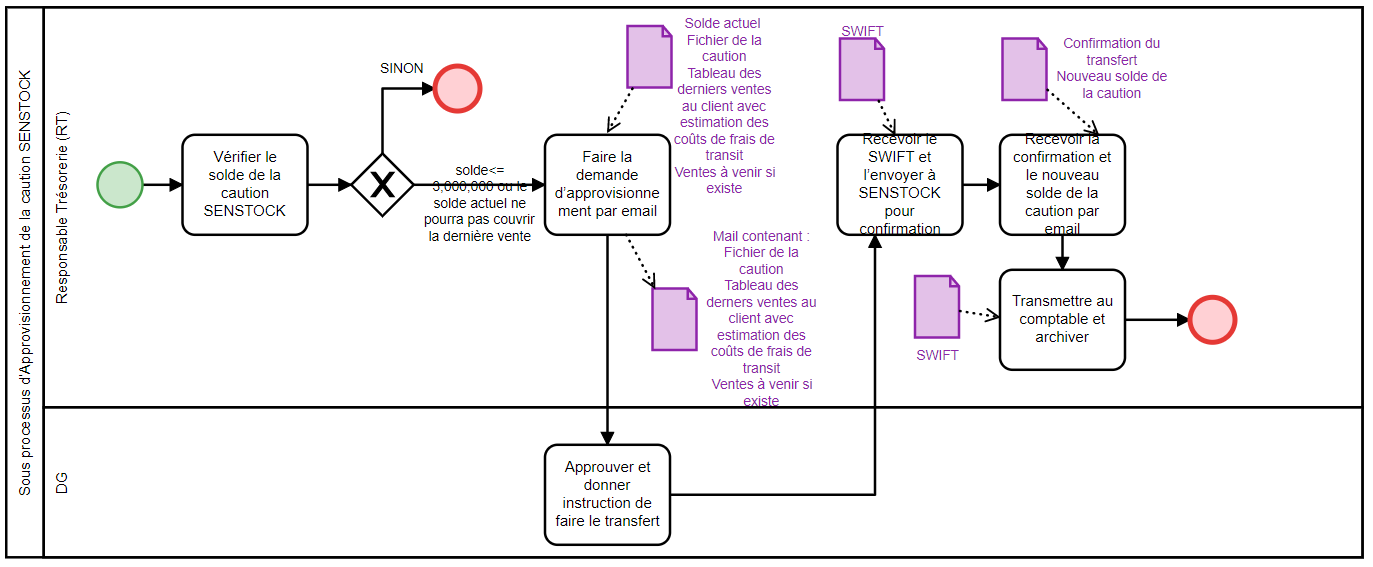 Sous processus d'Approvisionnement de la caution SENSTOCK
Responsable Trésorerie (RT)
Vérifier le
solde de la
caution
SENSTOCK
SINON
solde<=
3,000,000 ou le
solde actuel ne
pourra pas couvrir
la dernière vente
Solde actuel
Fichier de la
caution
Tableau des
derniers ventes
au client avec
estimation des
coûts de frais de
transit
Ventes à venir si
existe
Faire la
demande
d'approvisionne
ment par email
Mail contenant :
Fichier de la
caution
Tableau des
derners ventes au
client avec
estimation des
coûts de frais de
transit
Ventes à venir si
existe
SWIFT
Recevoir le
SWIFT et
l'envoyer à
SENSTOCK
pour
confirmation
Confirmation du
transfert
Nouveau solde de
la caution
Recevoir la
confirmation et
le nouveau
solde de la
caution par
email
SWIFT
Transmettre au
comptable et
archiver
DG
Approuver et
donner
instruction de
faire le transfert